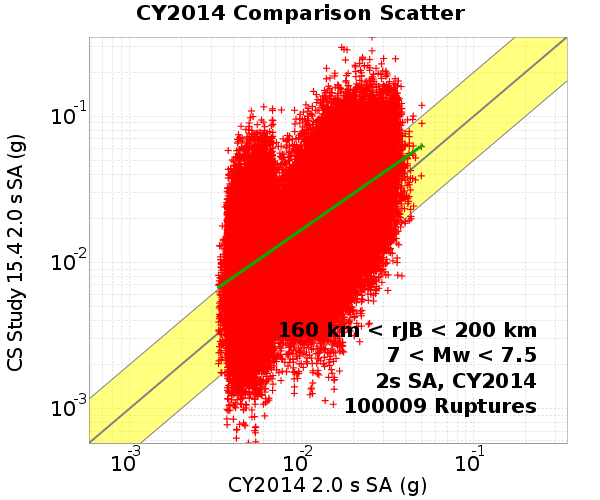 CY2014 Comparison Scatter
CS Study 15.4 2.0 s SA (g)
10^-1
10^-2
10^-3
160 km < rJB < 200 km
7 < Mw < 7.5
2s SA, CY2014
100009 Ruptures
10^-3 10^-2 10^-1
CY2014 2.0 s SA (g)